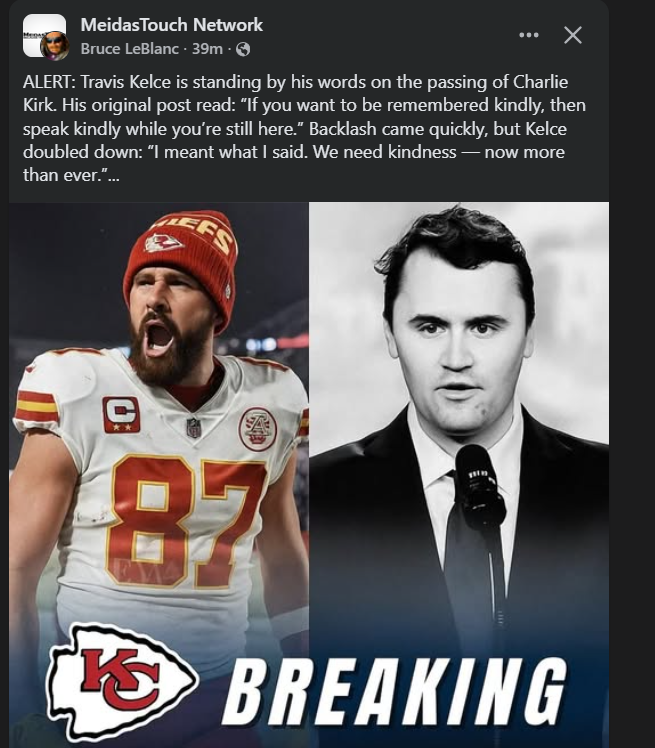 MeidasTouch Network
Bruce LeBlanc · 39m ·
ALERT: Travis Kelce is standing by his words on the passing of Charlie
Kirk. His original post read: “If you want to be remembered kindly, then
speak kindly while you’re still here.” Backlash came quickly, but Kelce
doubled down: “I meant what I said. We need kindness — now more
than ever.”...
CHIEFS
C
A
87
KC
BREAKING